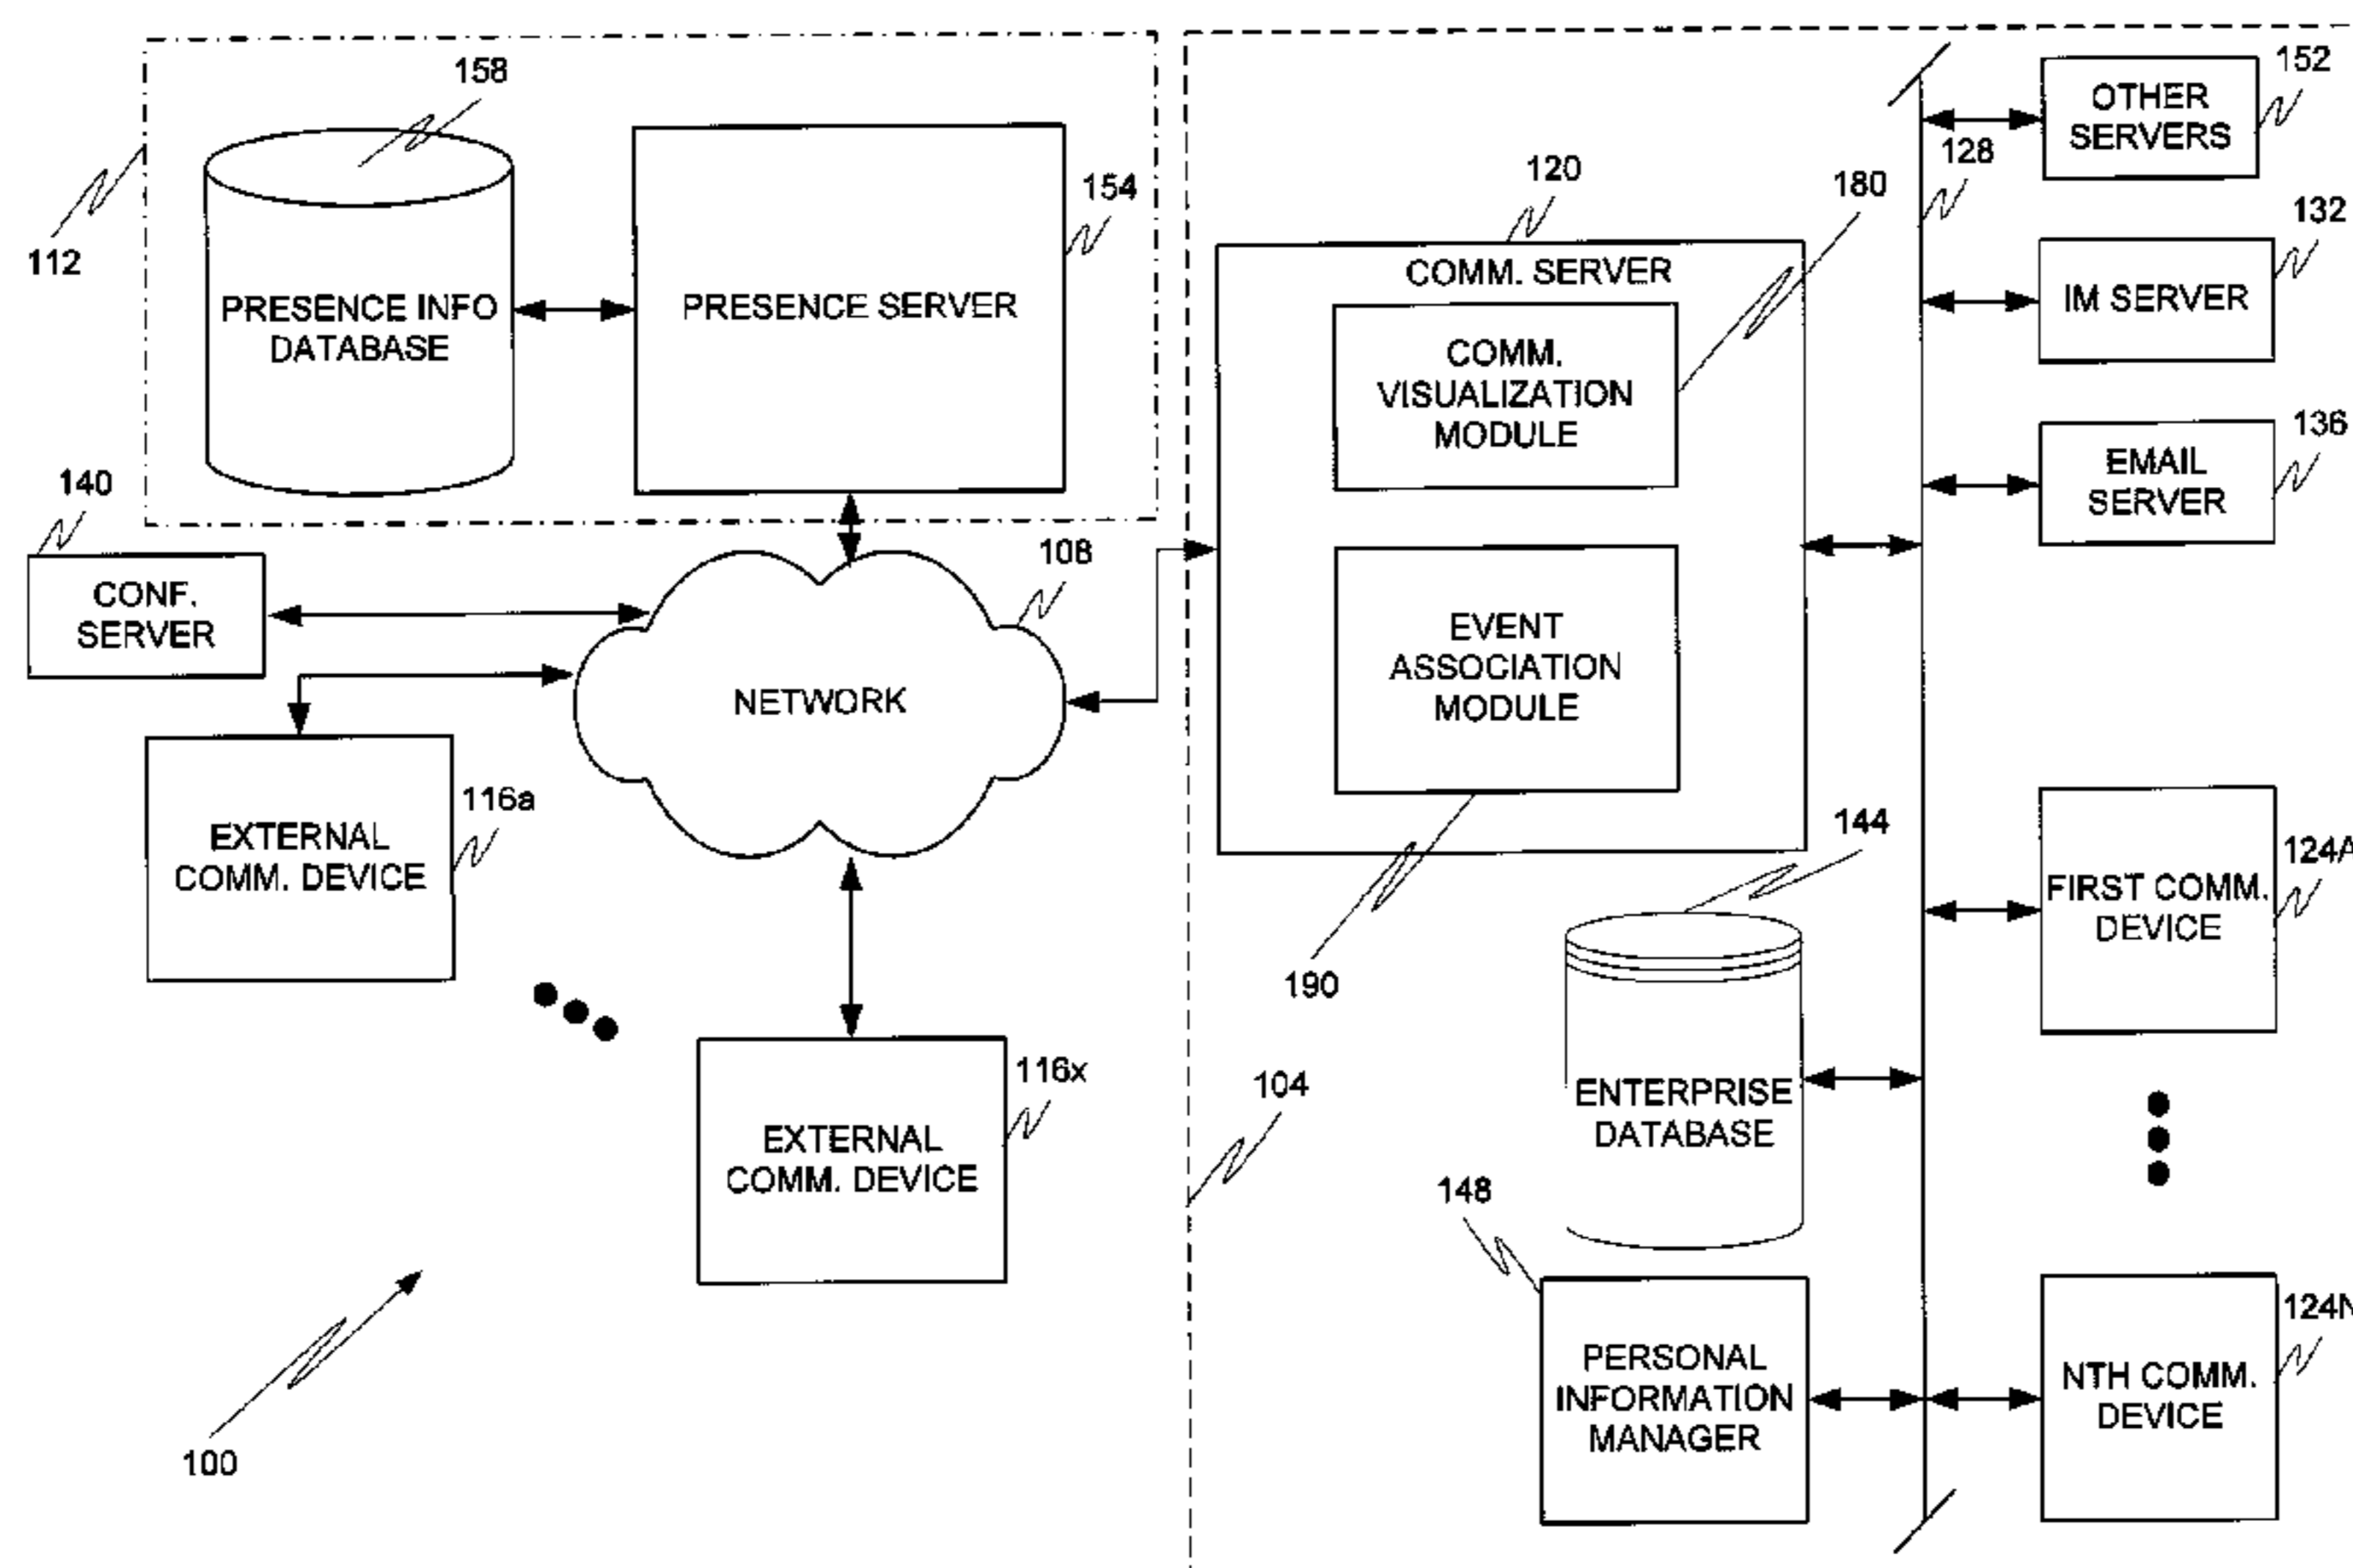 158
112
PRESENCE INFO
DATABASE
154
PRESENCE SERVER
140
CONF.
SERVER
108
NETWORK
116a
EXTERNAL
COMM. DEVICE
116x
EXTERNAL
COMM. DEVICE
100
104
120
180
COMM. SERVER
COMM.
VISUALIZATION
MODULE
EVENT
ASSOCIATION
MODULE
190
144
ENTERPRISE
DATABASE
148
PERSONAL
INFORMATION
MANAGER
128
152
OTHER
SERVERS
132
IM SERVER
136
EMAIL
SERVER
124A
FIRST COMM.
DEVICE
124N
NTH COMM.
DEVICE